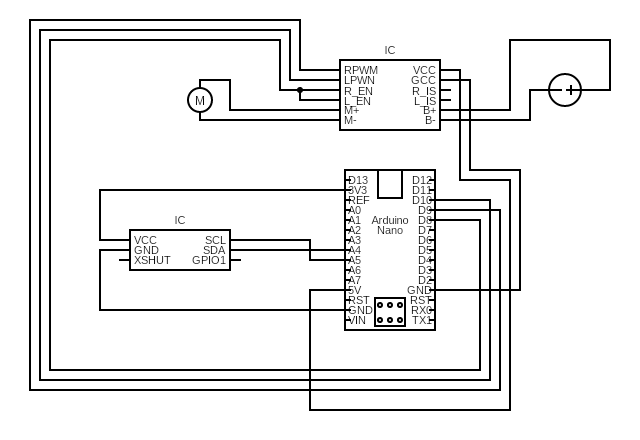 IC
RPWM VCC
LPWN GCC
R_EN R_IS
L_EN L_IS
M+ B+
M- B-
M
D13 D12
3V3 D11
REF D10
A0 D9
A1 D8
A2 D7
A3 D6
A4 D5
A5 D4
A6 D3
A7 D2
5V GND
RST RST
GND RX0
VIN TX1
Arduino
Nano
IC
VCC SCL
GND SDA
XSHUT GPIO1